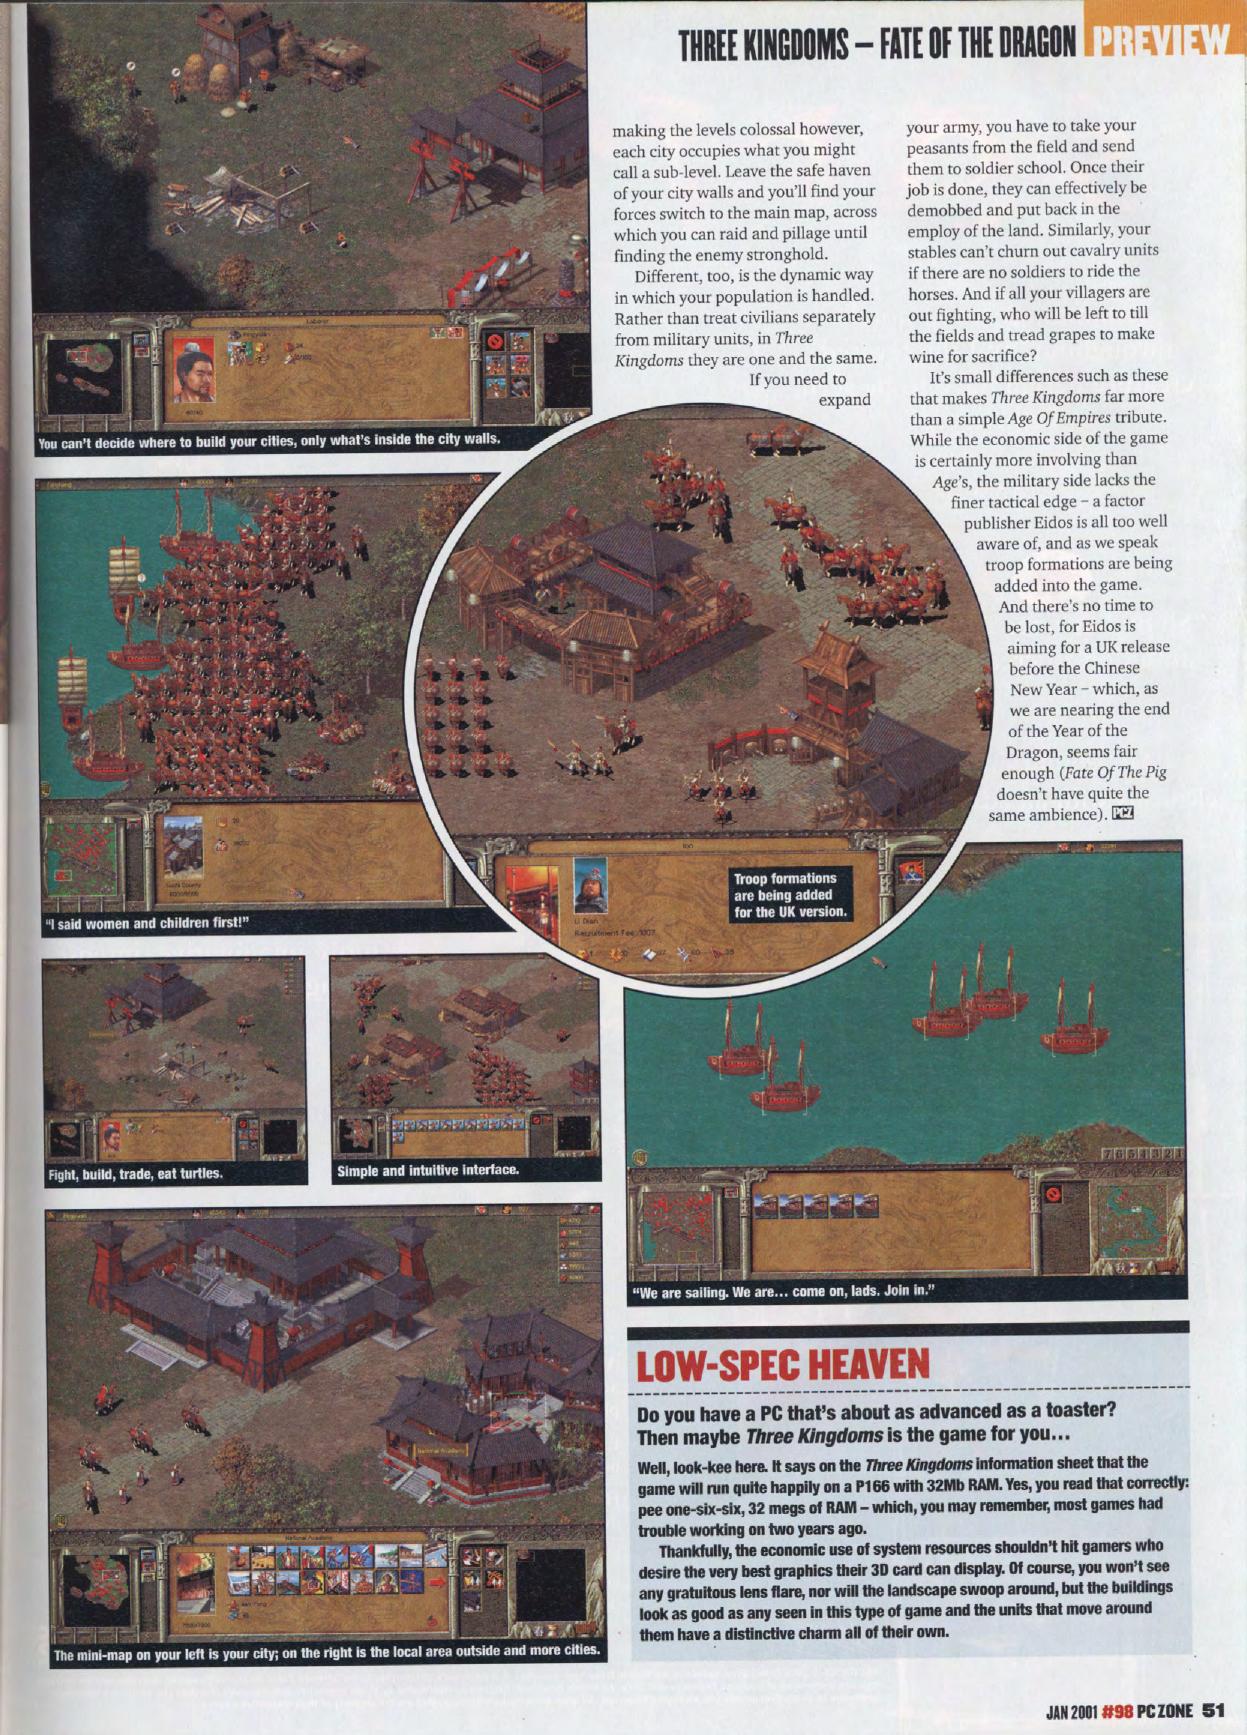 THREE KINGDOMS – FATE OF THE DRAGON PREVIEW
making the levels colossal however,
each city occupies what you might
call a sub-level. Leave the safe haven
of your city walls and you'll find your
forces switch to the main map, across
which you can raid and pillage until
finding the enemy stronghold.
Different, too, is the dynamic way
in which your population is handled.
Rather than treat civilians separately
from military units, in Three
Kingdoms they are one and the same.
If you need to
expand
your army, you have to take your
peasants from the field and send
them to soldier school. Once their
job is done, they can effectively be
demobbed and put back in the
employ of the land. Similarly, your
stables can't churn out cavalry units
if there are no soldiers to ride the
horses. And if all your villagers are
out fighting, who will be left to till
the fields and tread grapes to make
wine for sacrifice?
It's small differences such as these
that makes Three Kingdoms far more
than a simple Age Of Empires tribute.
While the economic side of the game
is certainly more involving than
Age's, the military side lacks the
finer tactical edge – a factor
publisher Eidos is all too well
aware of, and as we speak
troop formations are being
added into the game.
And there's no time to
be lost, for Eidos is
aiming for a UK release
before the Chinese
New Year – which, as
we are nearing the end
of the Year of the
Dragon, seems fair
enough (Fate Of The Pig
doesn't have quite the
same ambience). PCZ
Laborer
You can't decide where to build your cities, only what's inside the city walls.
"I said women and children first!"
Li Dian
Recruitment Fee: 1007
Troop formations
are being added
for the UK version.
Fight, build, trade, eat turtles.
Simple and intuitive interface.
"We are sailing. We are... come on, lads. Join in."
National Academy
National Academy
The mini-map on your left is your city; on the right is the local area outside and more cities.
LOW-SPEC HEAVEN
Do you have a PC that's about as advanced as a toaster?
Then maybe Three Kingdoms is the game for you...
Well, look-kee here. It says on the Three Kingdoms information sheet that the
game will run quite happily on a P166 with 32Mb RAM. Yes, you read that correctly:
pee one-six-six, 32 megs of RAM – which, you may remember, most games had
trouble working on two years ago.
Thankfully, the economic use of system resources shouldn't hit gamers who
desire the very best graphics their 3D card can display. Of course, you won't see
any gratuitous lens flare, nor will the landscape swoop around, but the buildings
look as good as any seen in this type of game and the units that move around
them have a distinctive charm all of their own.
JAN 2001 #98 PC ZONE 51